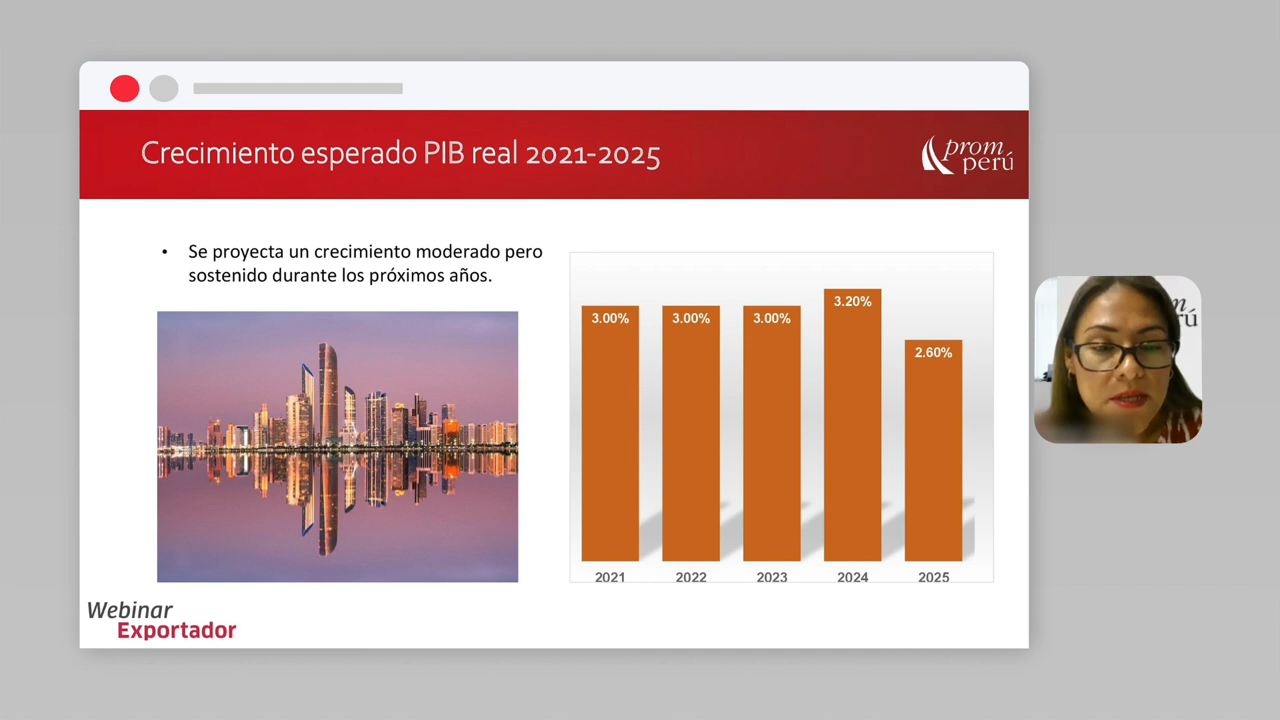 Crecimiento esperado PIB real 2021-2025
prom
perú
• Se proyecta un crecimiento moderado pero
sostenido durante los próximos años.
3.00%
3.00%
3.00%
3.20%
2.60%
2021
2022
2023
2024
2025
Webinar
Exportador
rú